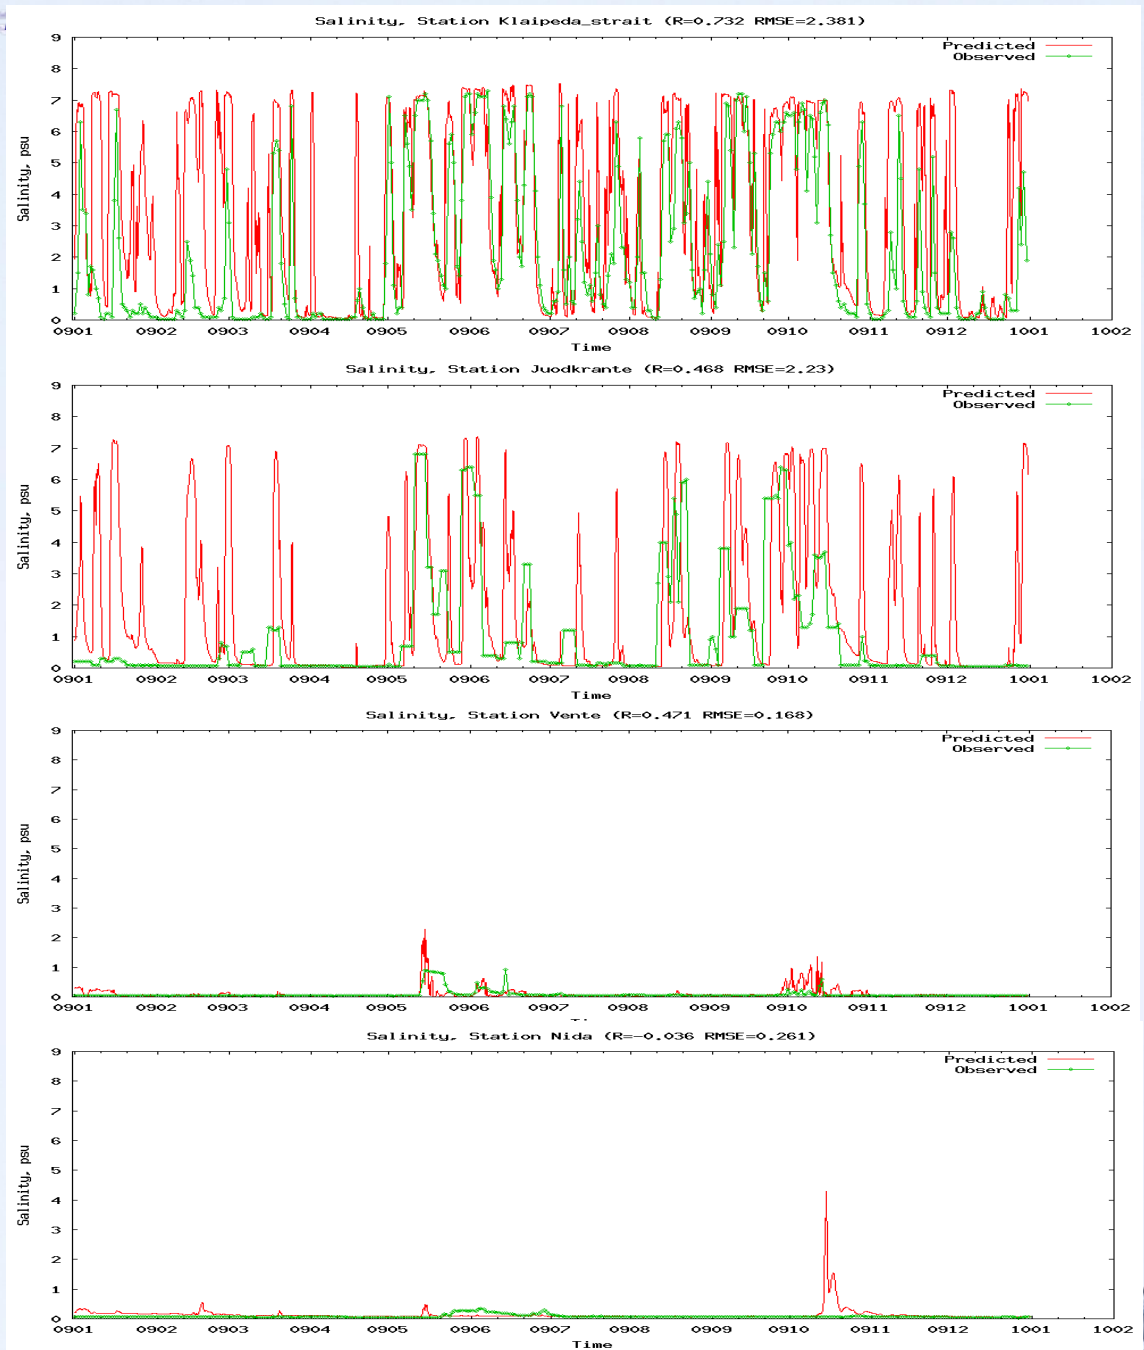 Salinity, Station Klaipeda_strait (R=0.732 RMSE=2.381)
Predicted
Observed
Salinity, psu
9
8
7
6
5
4
3
2
1
0
0901 0902 0903 0904 0905 0906 0907 0908 0909 0910 0911 0912 1001 1002
Time
Salinity, Station Juodkrante (R=0.468 RMSE=2.23)
Predicted
Observed
Salinity, psu
9
8
7
6
5
4
3
2
1
0
0901 0902 0903 0904 0905 0906 0907 0908 0909 0910 0911 0912 1001 1002
Time
Salinity, Station Vente (R=0.471 RMSE=0.168)
Predicted
Observed
Salinity, psu
9
8
7
6
5
4
3
2
1
0
0901 0902 0903 0904 0905 0906 0907 0908 0909 0910 0911 0912 1001 1002
Salinity, Station Nida (R=-0.036 RMSE=0.261)
Predicted
Observed
Salinity, psu
9
8
7
6
5
4
3
2
1
0
0901 0902 0903 0904 0905 0906 0907 0908 0909 0910 0911 0912 1001 1002
Time